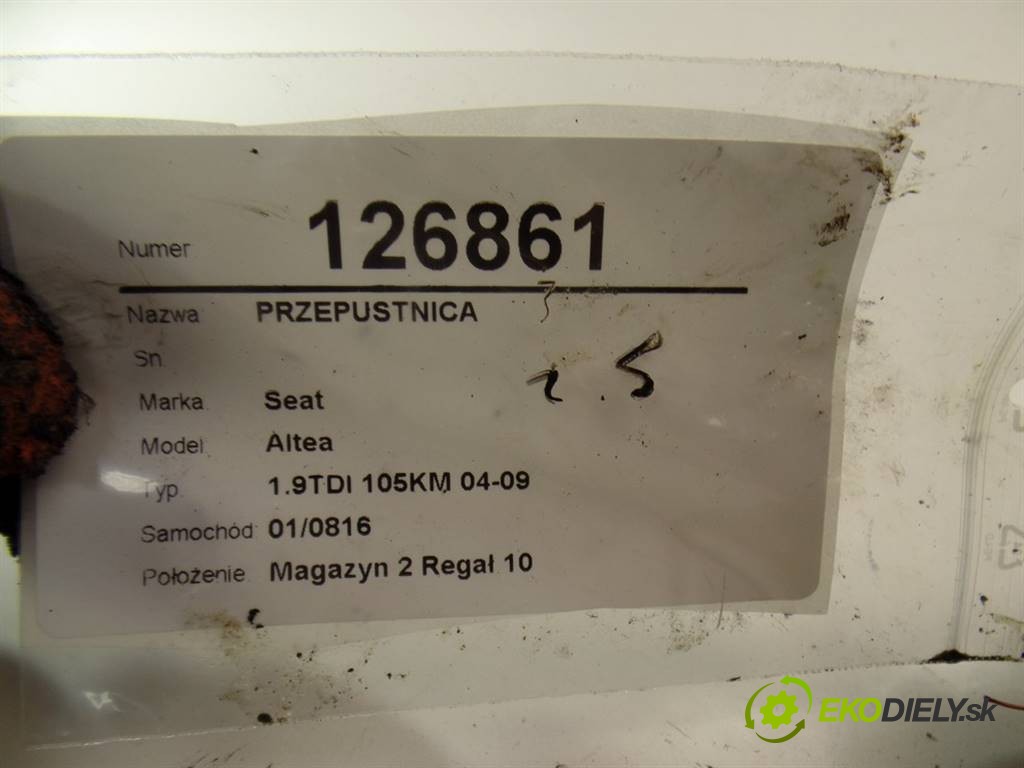 Numer 126861
Nazwa PRZEPUSTNICA
Sn
Marka Seat
Model Altea
Typ 1.9TDI 105KM 04-09
Samochód 01/0816
Położenie Magazyn 2 Regał 10
EKODIELY.sk